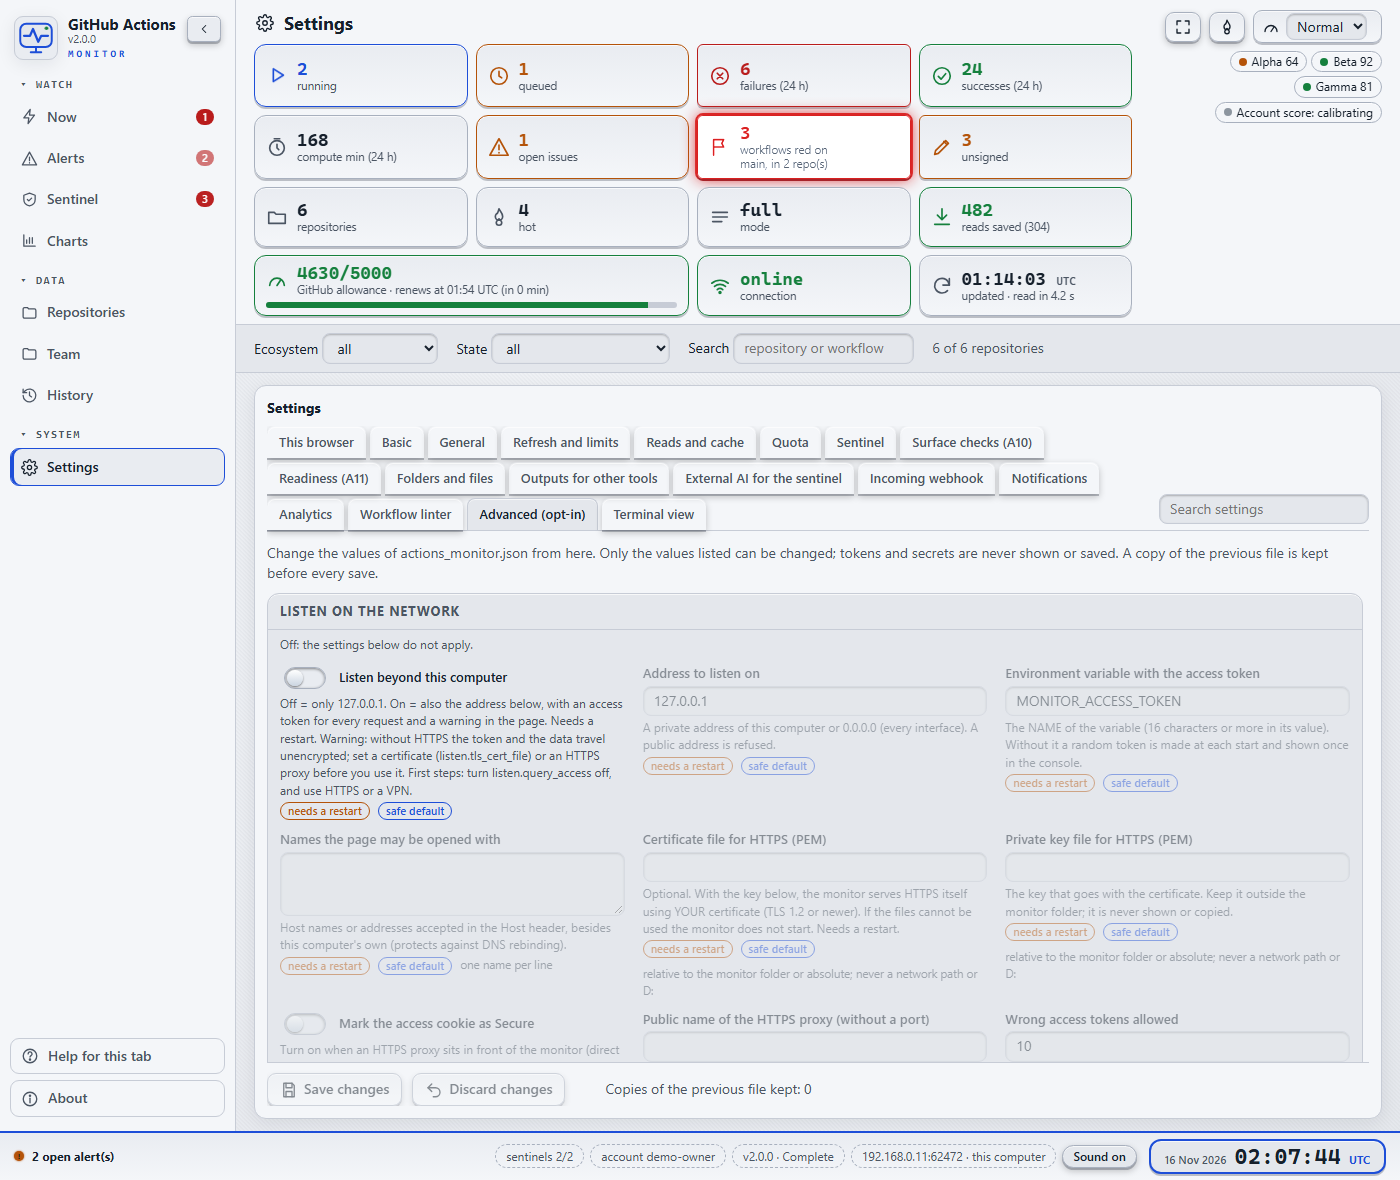 GitHub Actions
v2.0.0
MONITOR
WATCH
Now 1
Alerts 2
Sentinel 3
Charts
DATA
Repositories
Team
History
SYSTEM
Settings
Help for this tab
About
Settings
Normal
Alpha 64
Beta 92
Gamma 81
Account score: calibrating
2
running
1
queued
6
failures (24 h)
24
successes (24 h)
168
compute min (24 h)
1
open issues
3
workflows red on
main, in 2 repo(s)
3
unsigned
6
repositories
4
hot
full
mode
482
reads saved (304)
4630/5000
GitHub allowance · renews at 01:54 UTC (in 0 min)
online
connection
01:14:03 UTC
updated · read in 4.2 s
Ecosystem all State all Search repository or workflow 6 of 6 repositories
Settings
This browser Basic General Refresh and limits Reads and cache Quota Sentinel Surface checks (A10)
Readiness (A11) Folders and files Outputs for other tools External AI for the sentinel Incoming webhook Notifications
Analytics Workflow linter Advanced (opt-in) Terminal view
Search settings
Change the values of actions_monitor.json from here. Only the values listed can be changed; tokens and secrets are never shown or saved. A copy of the previous file is kept
before every save.
LISTEN ON THE NETWORK
Off: the settings below do not apply.
Listen beyond this computer
Off = only 127.0.0.1. On = also the address below, with an access
token for every request and a warning in the page. Needs a
restart. Warning: without HTTPS the token and the data travel
unencrypted; set a certificate (listen.tls_cert_file) or an HTTPS
proxy before you use it. First steps: turn listen.query_access off,
and use HTTPS or a VPN.
needs a restart safe default
Address to listen on
127.0.0.1
A private address of this computer or 0.0.0.0 (every interface). A
public address is refused.
needs a restart safe default
Environment variable with the access token
MONITOR_ACCESS_TOKEN
The NAME of the variable (16 characters or more in its value).
Without it a random token is made at each start and shown once
in the console.
needs a restart safe default
Names the page may be opened with
Host names or addresses accepted in the Host header, besides
this computer's own (protects against DNS rebinding).
needs a restart safe default one name per line
Certificate file for HTTPS (PEM)
Optional. With the key below, the monitor serves HTTPS itself
using YOUR certificate (TLS 1.2 or newer). If the files cannot be
used the monitor does not start. Needs a restart.
needs a restart safe default
relative to the monitor folder or absolute; never a network path or
D:
Private key file for HTTPS (PEM)
The key that goes with the certificate. Keep it outside the
monitor folder; it is never shown or copied.
needs a restart safe default
relative to the monitor folder or absolute; never a network path or
D:
Mark the access cookie as Secure
Turn on when an HTTPS proxy sits in front of the monitor (direct
Public name of the HTTPS proxy (without a port)
Wrong access tokens allowed
10
Save changes Discard changes Copies of the previous file kept: 0
2 open alert(s)
sentinels 2/2
account demo-owner
v2.0.0 · Complete
192.168.0.11:62472 · this computer
Sound on
16 Nov 2026 02:07:44 UTC